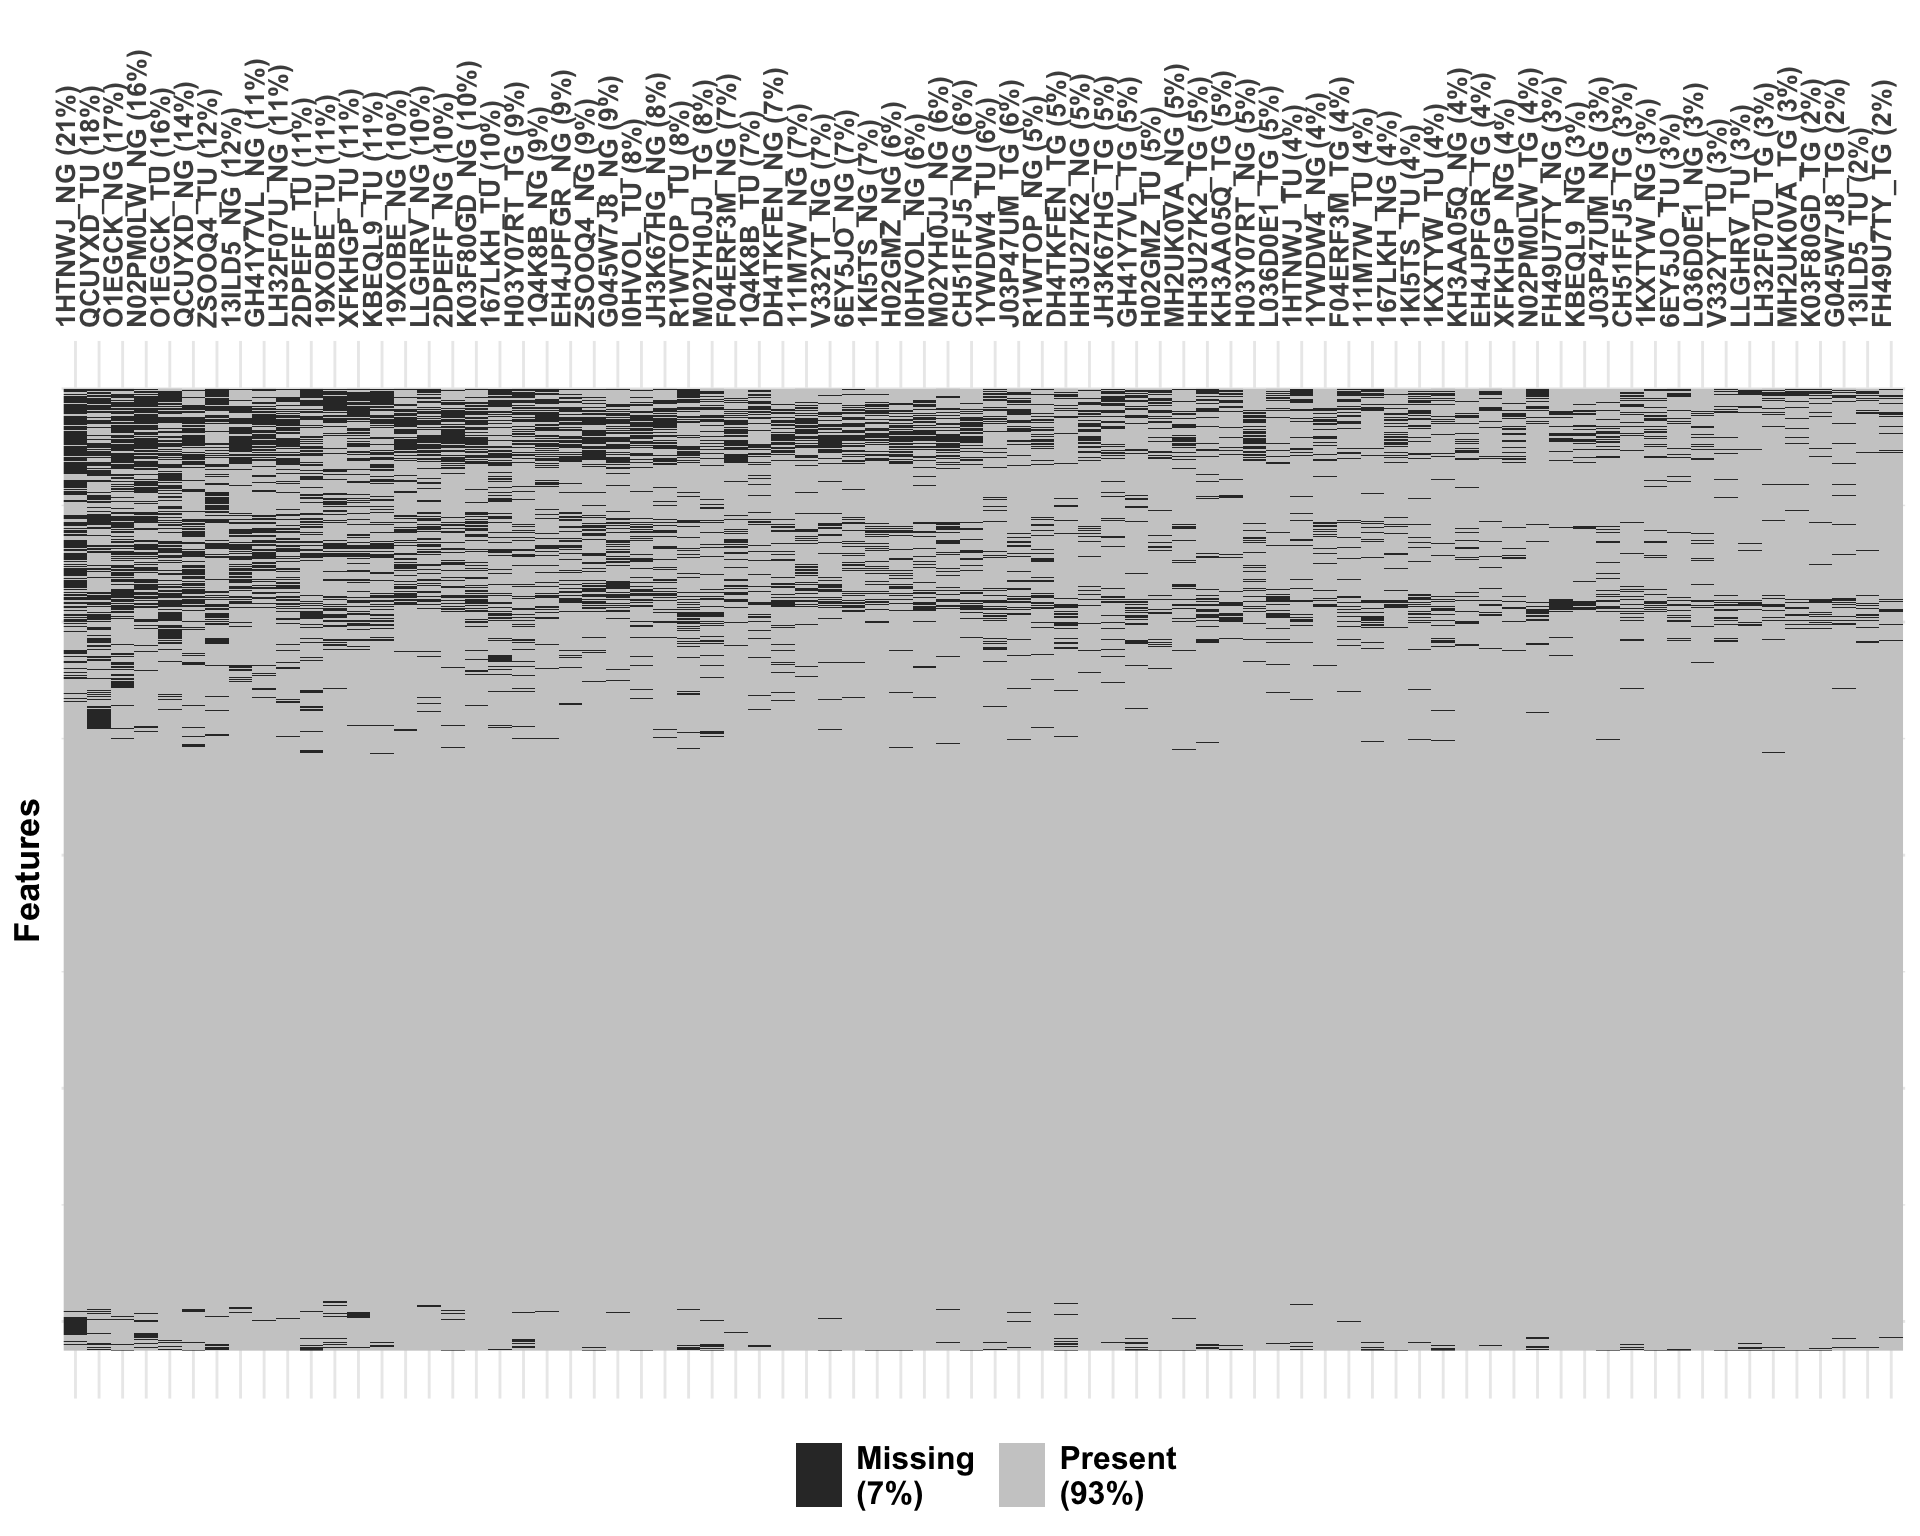 1HTNWJ_NG (21%)
QCUYXD_TU (18%)
O1EGCK_NG (17%)
N02PM0LW_NG (16%)
O1EGCK_TU (16%)
QCUYXD_NG (14%)
ZSOOQ4_TU (12%)
13ILD5_NG (12%)
GH41Y7VL_NG (11%)
LH32F07U_NG (11%)
2DPEFF_TU (11%)
19XOBE_TU (11%)
XFKHGP_TU (11%)
KBEQL9_TU (11%)
19XOBE_NG (10%)
LLGHRV_NG (10%)
2DPEFF_NG (10%)
K03F80GD_NG (10%)
167LKH_TU (10%)
H03Y07RT_TG (9%)
1Q4K8B_NG (9%)
EH4JPFGR_NG (9%)
ZSOOQ4_NG (9%)
G045W7J8_NG (9%)
I0HVOL_TU (8%)
JH3K67HG_NG (8%)
R1WTOP_TU (8%)
M02YH0JJ_TG (8%)
F04ERF3M_NG (7%)
1Q4K8B_TU (7%)
DH4TKFEN_NG (7%)
11M7W_NG (7%)
V332YT_NG (7%)
6EY5JO_NG (7%)
1KI5TS_NG (7%)
H02GMZ_NG (6%)
I0HVOL_NG (6%)
M02YH0JJ_NG (6%)
CH51FFJ5_NG (6%)
1YWDW4_TU (6%)
J03P47UM_TG (6%)
R1WTOP_NG (5%)
DH4TKFEN_TG (5%)
HH3U27K2_NG (5%)
JH3K67HG_TG (5%)
GH41Y7VL_TG (5%)
H02GMZ_TU (5%)
MH2UK0VA_NG (5%)
HH3U27K2_TG (5%)
KH3AA05Q_TG (5%)
H03Y07RT_NG (5%)
L036D0E1_TG (5%)
1HTNWJ_TU (4%)
1YWDW4_NG (4%)
F04ERF3M_TG (4%)
11M7W_TU (4%)
167LKH_NG (4%)
1KI5TS_TU (4%)
1KXTYW_TU (4%)
KH3AA05Q_NG (4%)
EH4JPFGR_TG (4%)
XFKHGP_NG (4%)
N02PM0LW_TG (4%)
FH49U7TY_NG (3%)
KBEQL9_NG (3%)
J03P47UM_NG (3%)
CH51FFJ5_TG (3%)
1KXTYW_NG (3%)
6EY5JO_TU (3%)
L036D0E1_NG (3%)
V332YT_TU (3%)
LLGHRV_TU (3%)
LH32F07U_TG (3%)
MH2UK0VA_TG (3%)
K03F80GD_TG (2%)
G045W7J8_TG (2%)
13ILD5_TU (2%)
FH49U7TY_TG (2%)
Features
Missing
(7%)
Present
(93%)